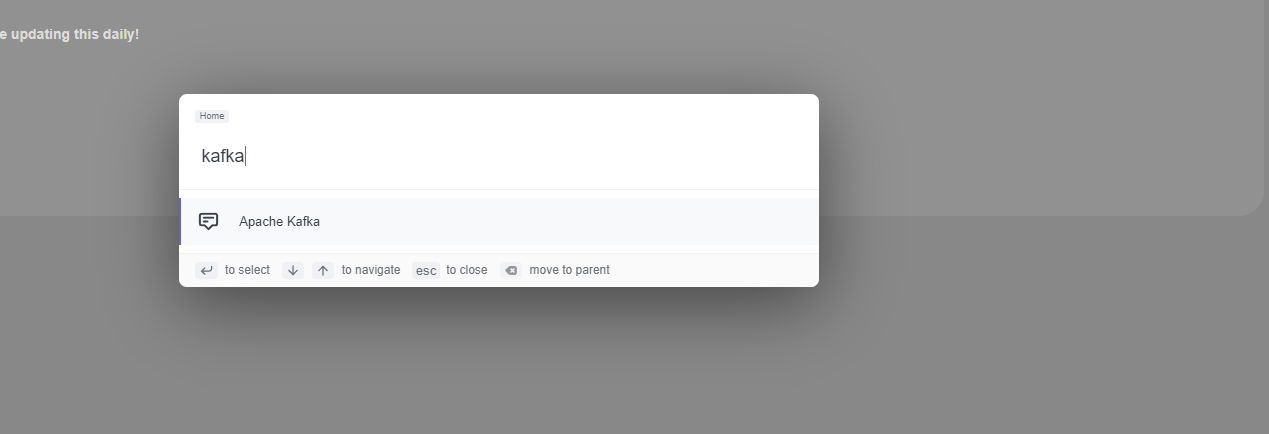 e updating this daily!
Home
kafka
Apache Kafka
to select to navigate esc to close move to parent